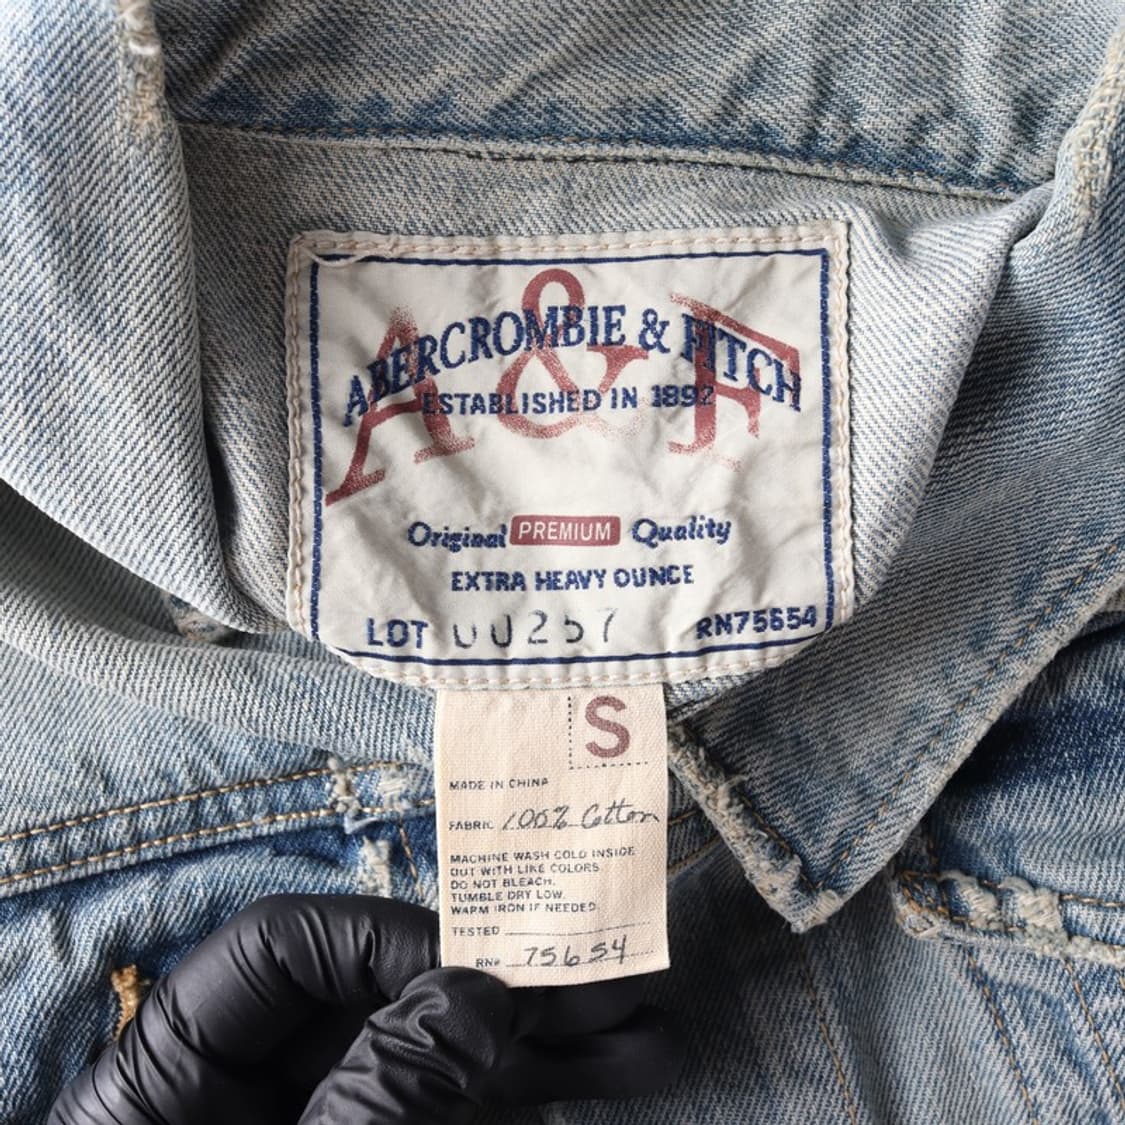 A&F
ABERCROMBIE & FITCH
ESTABLISHED IN 1892
Original PREMIUM Quality
EXTRA HEAVY OUNCE
LOT 00257 RN75654
S
MADE IN CHINA
FABRIC 100% Cotton
MACHINE WASH COLD INSIDE
OUT WITH LIKE COLORS
DO NOT BLEACH.
TUMBLE DRY LOW.
WARM IRON IF NEEDED.
TESTED
RN# 75654